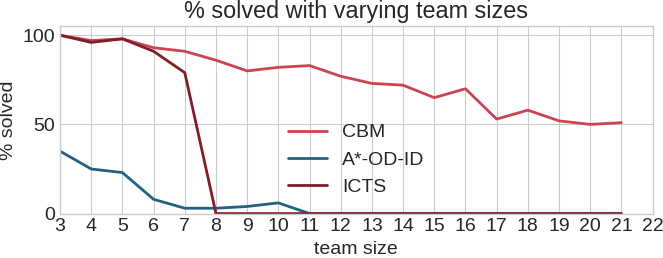 % solved with varying team sizes
100
50
0
% solved
CBM
A*-OD-ID
ICTS
3 4 5 6 7 8 9 10 11 12 13 14 15 16 17 18 19 20 21 22
team size